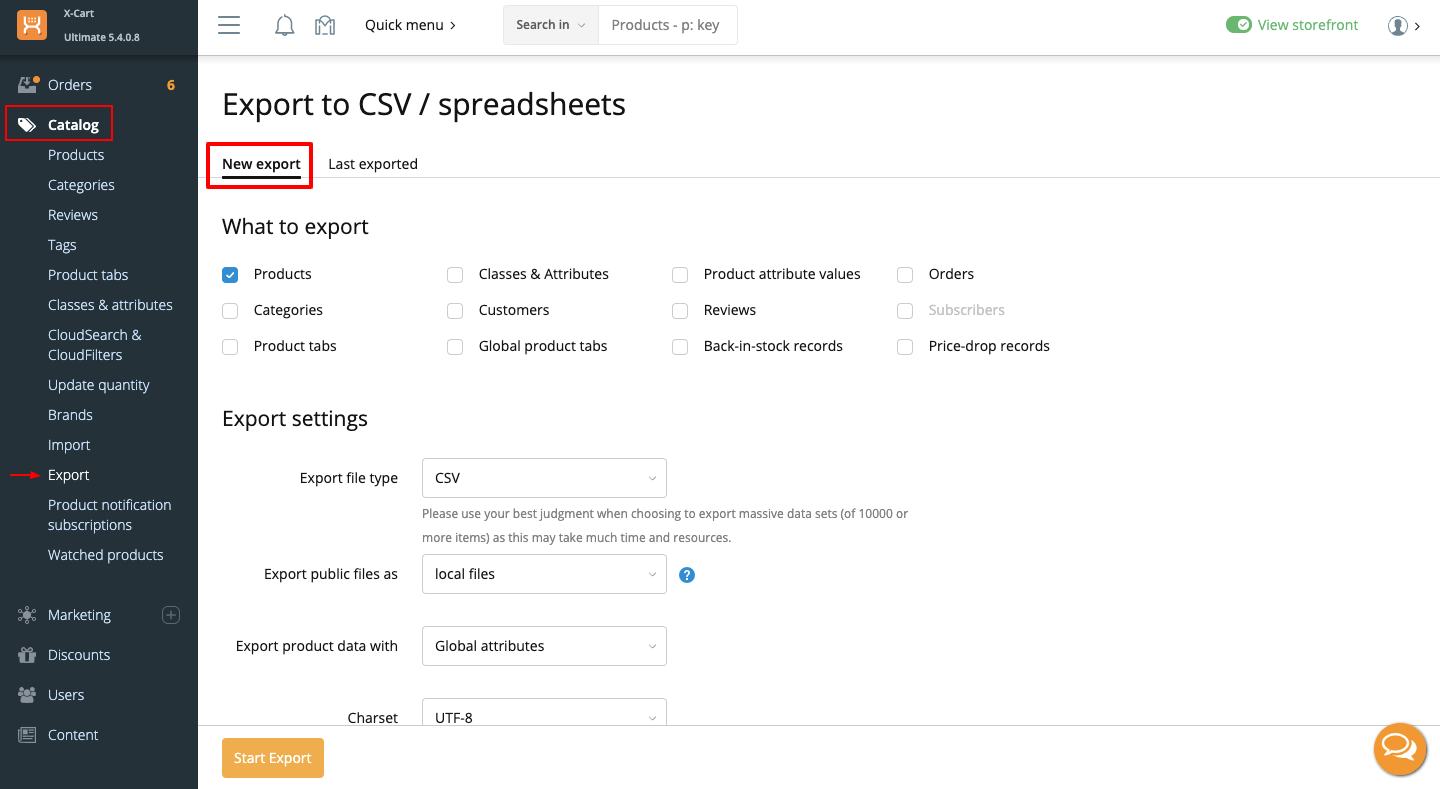 X-Cart
Ultimate 5.4.0.8
Quick menu
Search in
Products - p: key
View storefront
Orders
6
Catalog
Products
Categories
Reviews
Tags
Product tabs
Classes & attributes
CloudSearch &
CloudFilters
Update quantity
Brands
Import
Export
Product notification
subscriptions
Watched products
Marketing
Discounts
Users
Content
Export to CSV / spreadsheets
New export
Last exported
What to export
Products
Classes & Attributes
Product attribute values
Orders
Categories
Customers
Reviews
Subscribers
Product tabs
Global product tabs
Back-in-stock records
Price-drop records
Export settings
Export file type
CSV
Please use your best judgment when choosing to export massive data sets (of 10000 or
more items) as this may take much time and resources.
Export public files as
local files
?
Export product data with
Global attributes
Charset
UTF-8
Start Export